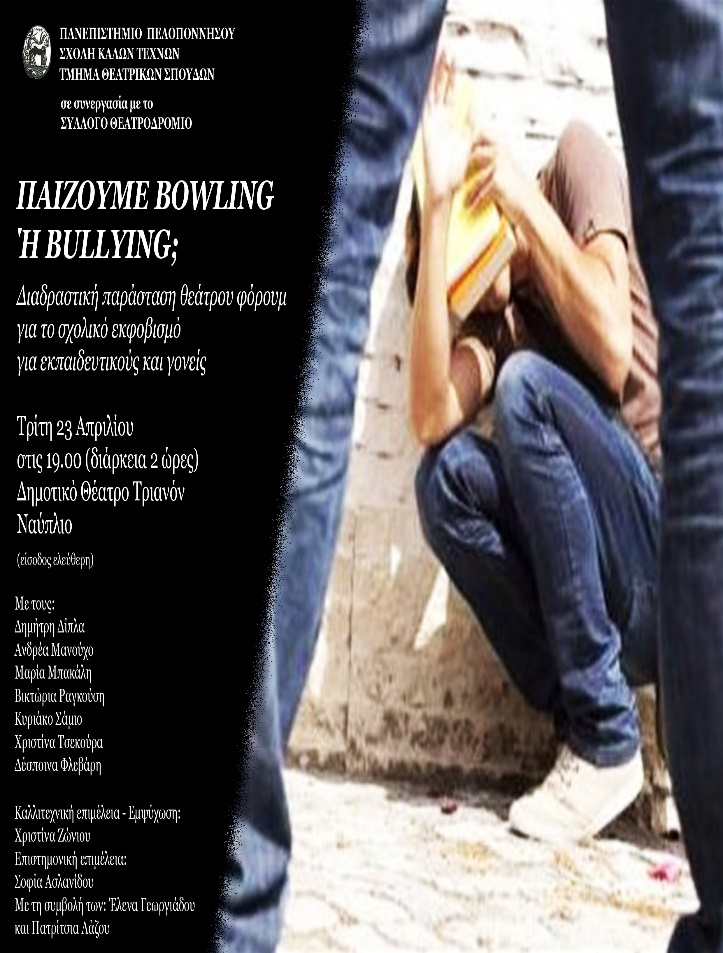 ΠΑΝΕΠΙΣΤΗΜΙΟ ΠΕΛΟΠΟΝΝΗΣΟΥ
ΣΧΟΛΗ ΚΑΛΩΝ ΤΕΧΝΩΝ
ΤΜΗΜΑ ΘΕΑΤΡΙΚΩΝ ΣΠΟΥΔΩΝ
σε συνεργασία με το
ΣΥΛΛΟΓΟ ΘΕΑΤΡΟΔΡΟΜΙΟ
ΠΑΙΖΟΥΜΕ BOWLING
Ή BULLYING;
Διαδραστική παράσταση θεάτρου φόρουμ
για το σχολικό εκφοβισμό
για εκπαιδευτικούς και γονείς
Τρίτη 23 Απριλίου
στις 19.00 (διάρκεια 2 ώρες)
Δημοτικό Θέατρο Τριανόν
Ναύπλιο
(είσοδος ελεύθερη)
Με τους:
Δημήτρη Δίπλα
Ανδρέα Μανούχο
Μαρία Μπακάλη
Βικτώρια Ραγκούση
Κυριάκο Σάμιο
Χριστίνα Τσεκούρα
Δέσποινα Φλεβάρη
Καλλιτεχνική επιμέλεια - Εμψύχωση:
Χριστίνα Ζώνιου
Επιστημονική επιμέλεια:
Σοφία Ασλανίδου
Με τη συμβολή των: Έλενα Γεωργιάδου
και Πατρίτσια Λάζου